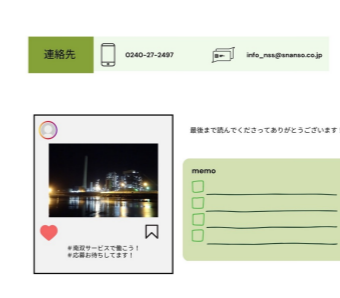 連絡先
0240-27-2497
info_nss@snanso.co.jp
最後まで読んでくださってありがとうございます!
memo
#南双サービスで働こう!
#応募お待ちしてます!